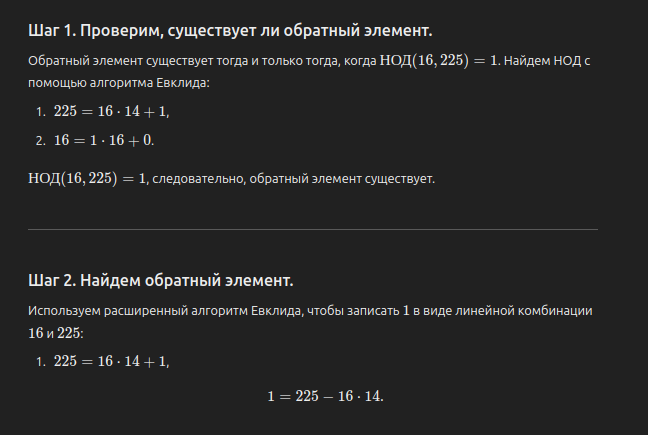 Шаг 1. Проверим, существует ли обратный элемент.
Обратный элемент существует тогда и только тогда, когда НОД(16, 225) = 1. Найдем НОД с
помощью алгоритма Евклида:
1. 225 = 16 · 14 + 1,
2. 16 = 1 · 16 + 0.
НОД(16, 225) = 1, следовательно, обратный элемент существует.
Шаг 2. Найдем обратный элемент.
Используем расширенный алгоритм Евклида, чтобы записать 1 в виде линейной комбинации
16 и 225:
1. 225 = 16 · 14 + 1,
1 = 225 − 16 · 14.